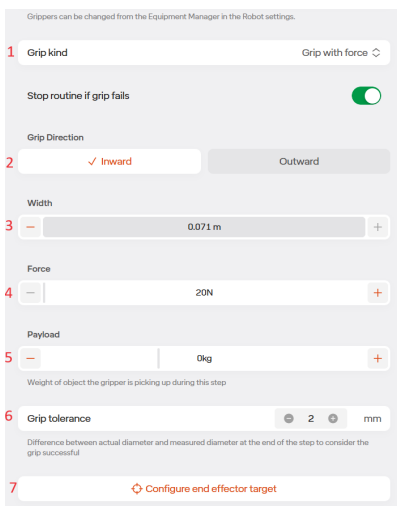 Grippers can be changed from the Equipment Manager in the Robot settings.
1 Grip kind Grip with force
Stop routine if grip fails
Grip Direction
2 ✓ Inward Outward
Width
3 − 0.071 m +
Force
4 − 20N +
Payload
5 − 0kg +
Weight of object the gripper is picking up during this step
6 Grip tolerance − 2 + mm
Difference between actual diameter and measured diameter at the end of the step to consider the
grip successful
7 Configure end effector target